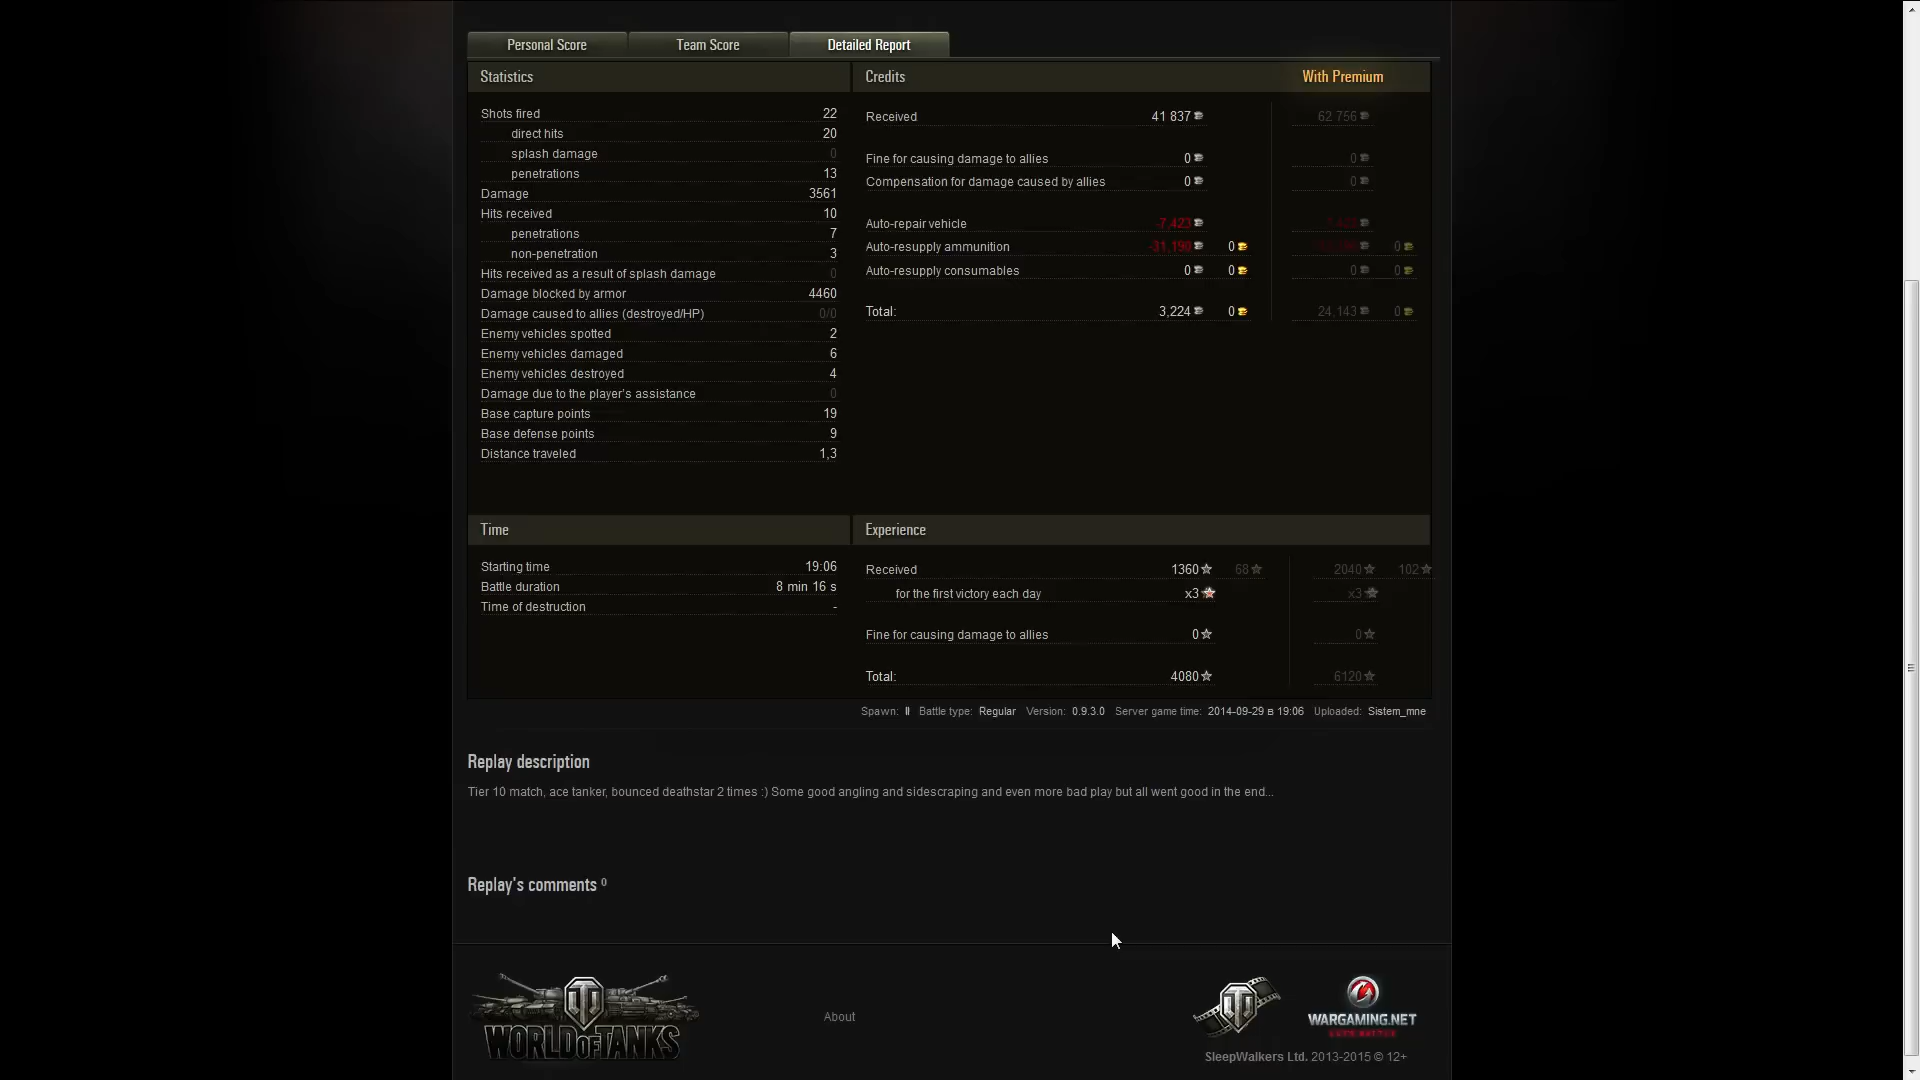 Personal Score Team Score Detailed Report
Statistics
Shots fired 22
direct hits 20
splash damage 0
penetrations 13
Damage 3561
Hits received 10
penetrations 7
non-penetration 3
Hits received as a result of splash damage 0
Damage blocked by armor 4460
Damage caused to allies (destroyed/HP) 0/0
Enemy vehicles spotted 2
Enemy vehicles damaged 6
Enemy vehicles destroyed 4
Damage due to the player's assistance 0
Base capture points 19
Base defense points 9
Distance traveled 1,3
Credits With Premium
Received 41 837 62 756
Fine for causing damage to allies 0 0
Compensation for damage caused by allies 0 0
Auto-repair vehicle -7,423
Auto-resupply ammunition -31,190 0 0
Auto-resupply consumables 0 0 0 0
Total: 3,224 0 24,143 0
Time
Starting time 19:06
Battle duration 8 min 16 s
Time of destruction -
Experience
Received 1360 68 2040 102
for the first victory each day x3 x3
Fine for causing damage to allies 0 0
Total: 4080 6120
Spawn: II Battle type: Regular Version: 0.9.3.0 Server game time: 2014-09-29 в 19:06 Uploaded: Sistem_mne
Replay description
Tier 10 match, ace tanker, bounced deathstar 2 times :) Some good angling and sidescraping and even more bad play but all went good in the end...
Replay's comments 0
WORLD OF TANKS
About
WARGAMING.NET
LET'S BATTLE
SleepWalkers Ltd. 2013-2015 © 12+